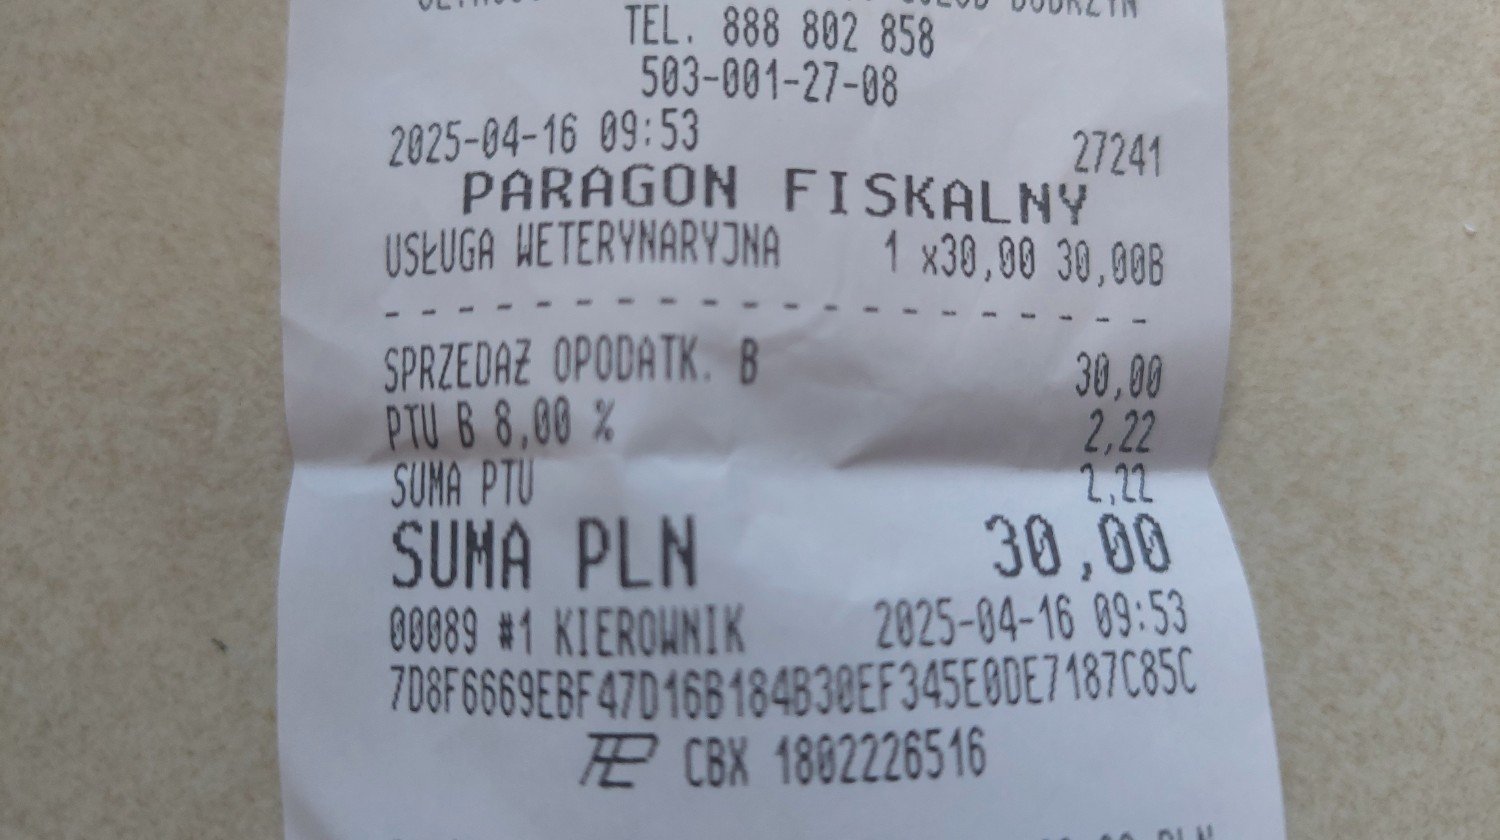 TEL. 888 802 858
503-001-27-08
2025-04-16 09:53 27241
PARAGON FISKALNY
USŁUGA WETERYNARYJNA 1 x30,00 30,00B
- - - - - - - - - - - - - - - - - - - - - -
SPRZEDAŻ OPODATK. B 30,00
PTU B 8,00 % 2,22
SUMA PTU 2,22
SUMA PLN 30,00
00089 #1 KIEROWNIK 2025-04-16 09:53
7D8F6669EBF47D16B184B30EF345E0DE7187C85C
CBX 1802226516